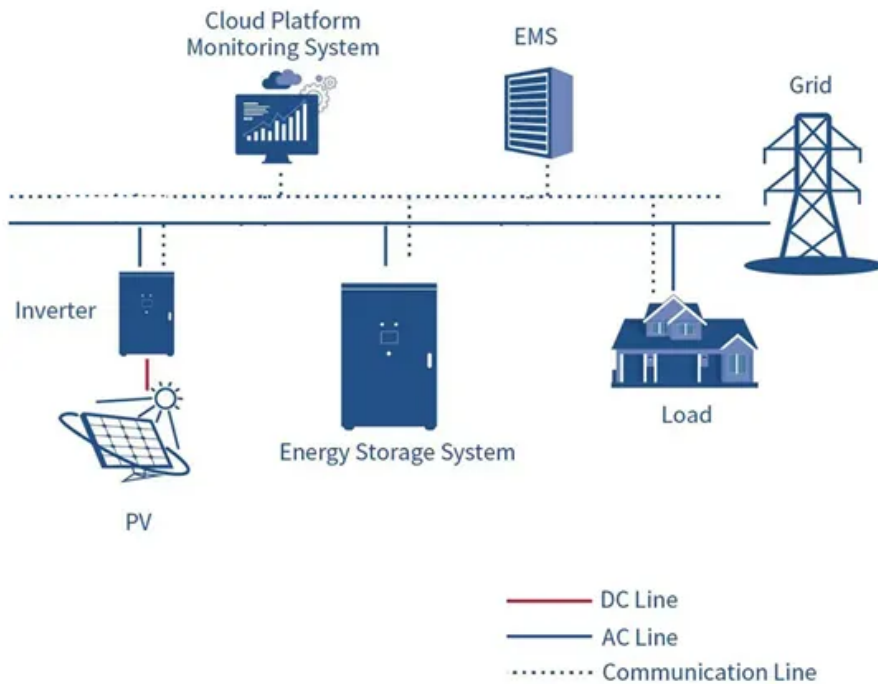 Cloud Platform
Monitoring System
EMS
Grid
Inverter
Energy Storage System
Load
PV
DC Line
AC Line
Communication Line